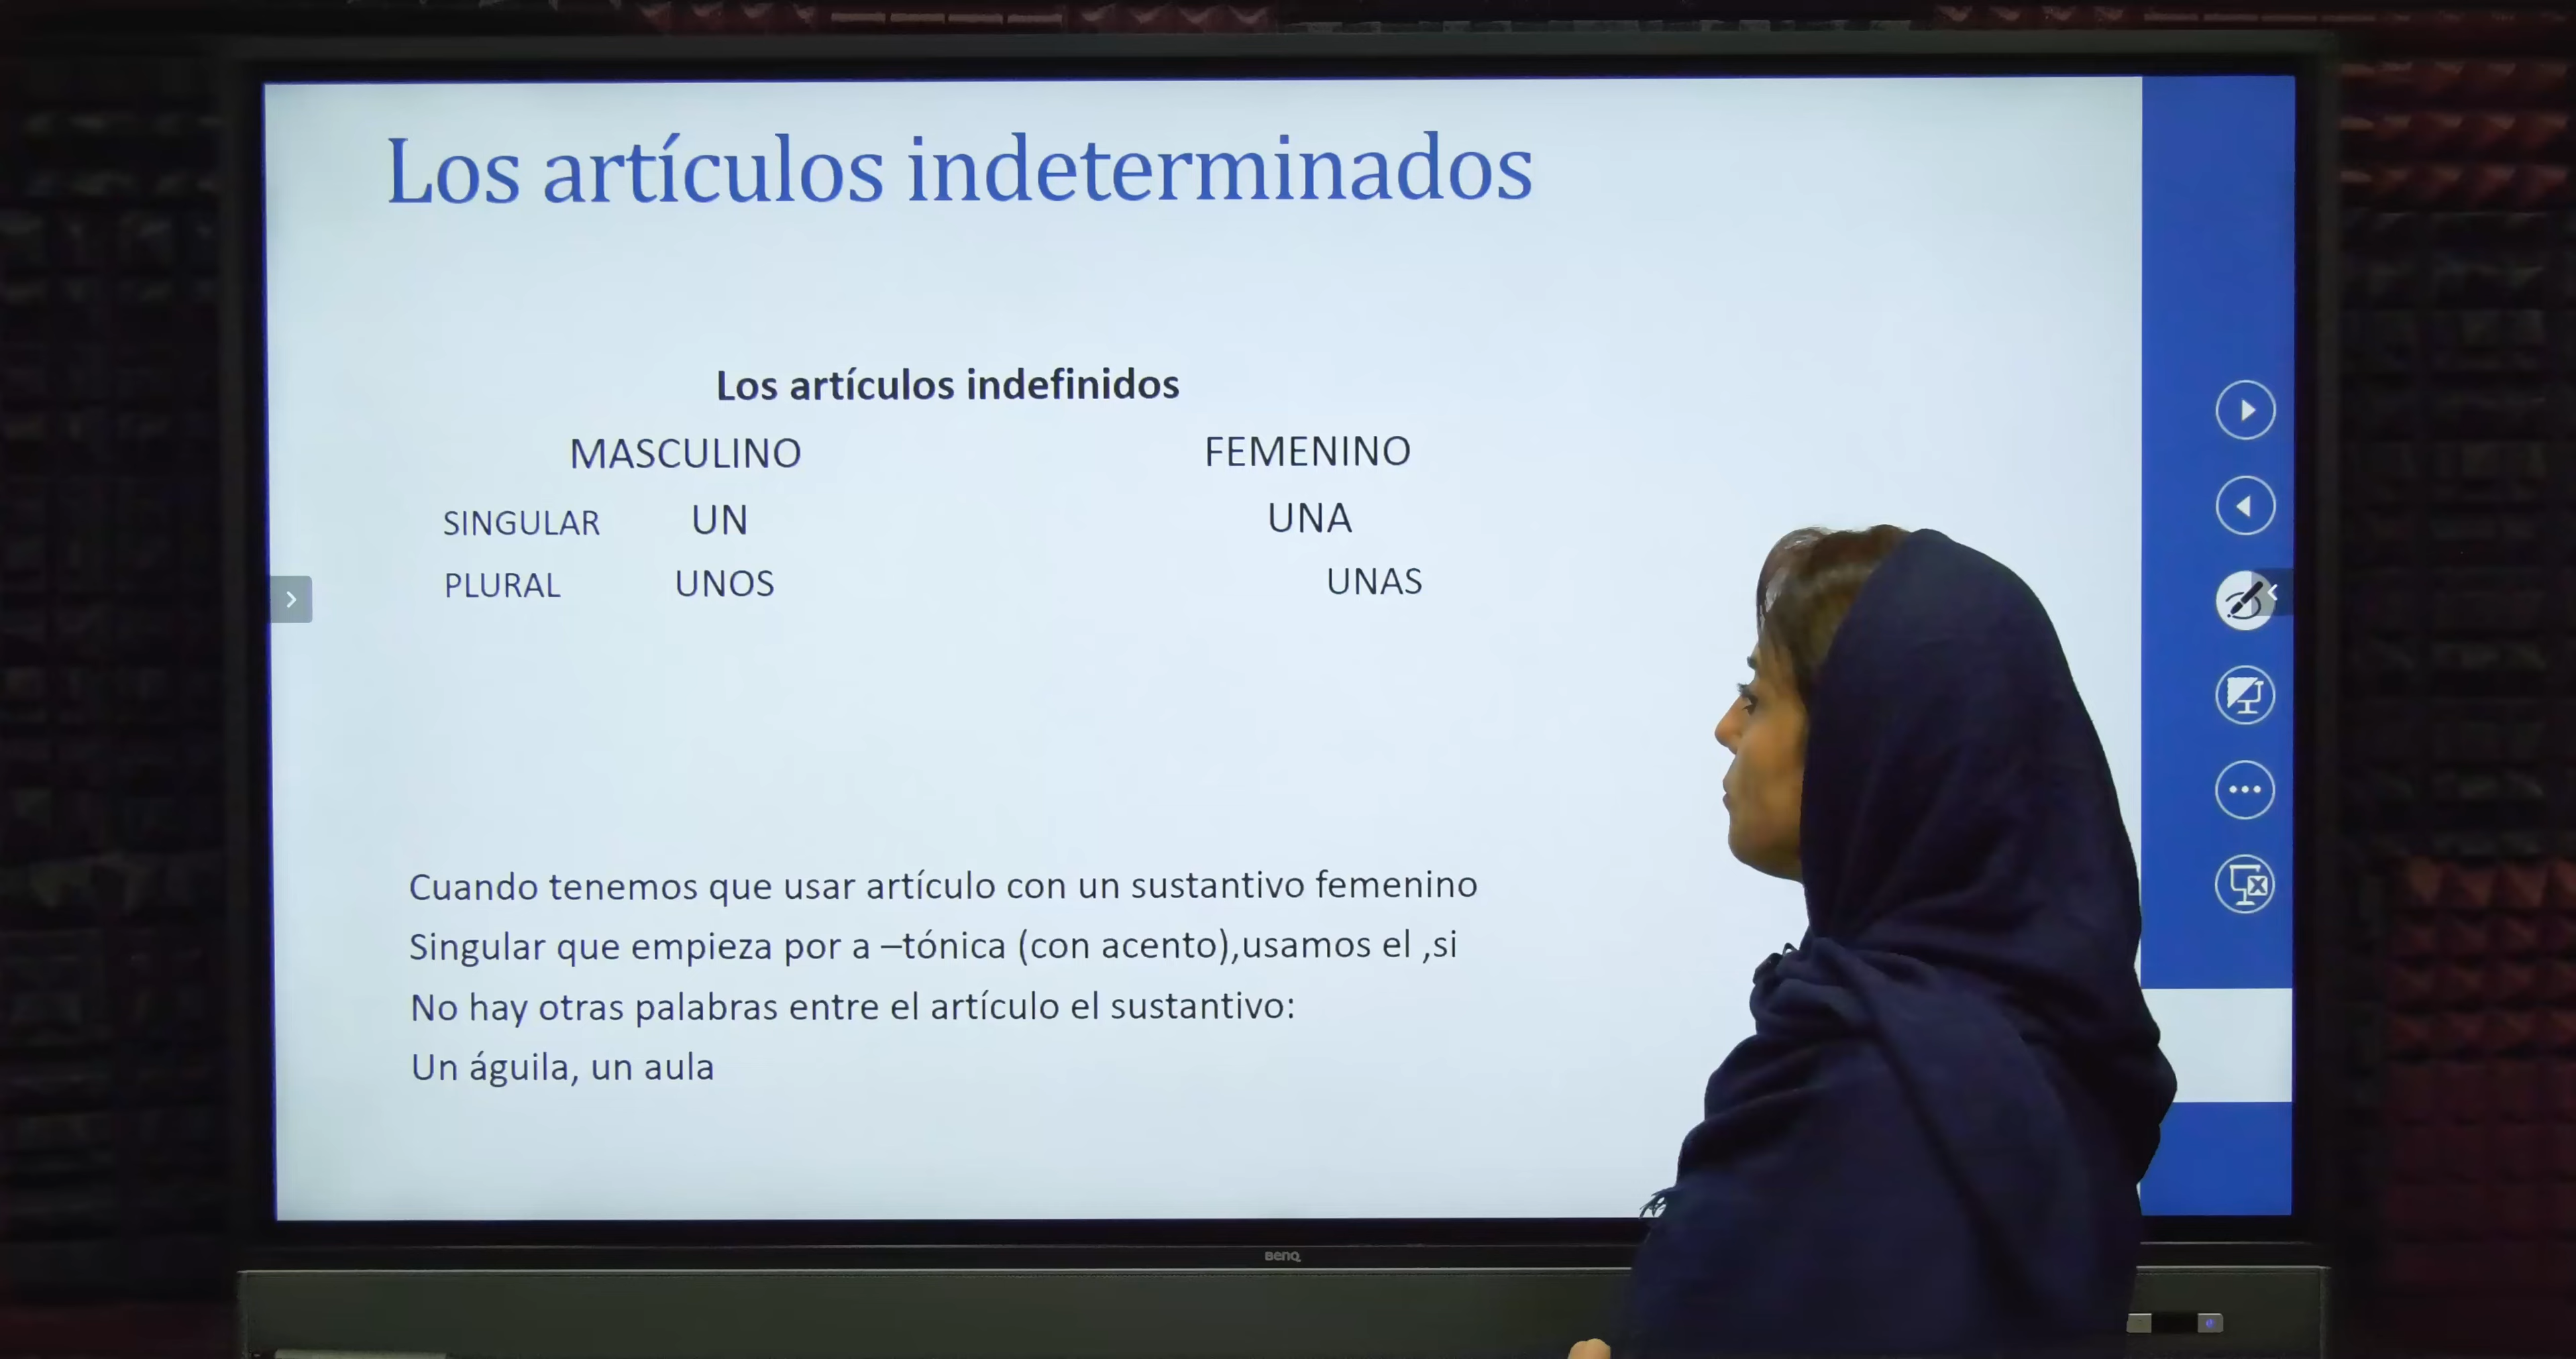 Los artículos indeterminados
Los artículos indefinidos
MASCULINO FEMENINO
SINGULAR UN UNA
PLURAL UNOS UNAS
Cuando tenemos que usar artículo con un sustantivo femenino
Singular que empieza por a –tónica (con acento),usamos el ,si
No hay otras palabras entre el artículo el sustantivo:
Un águila, un aula
BenQ